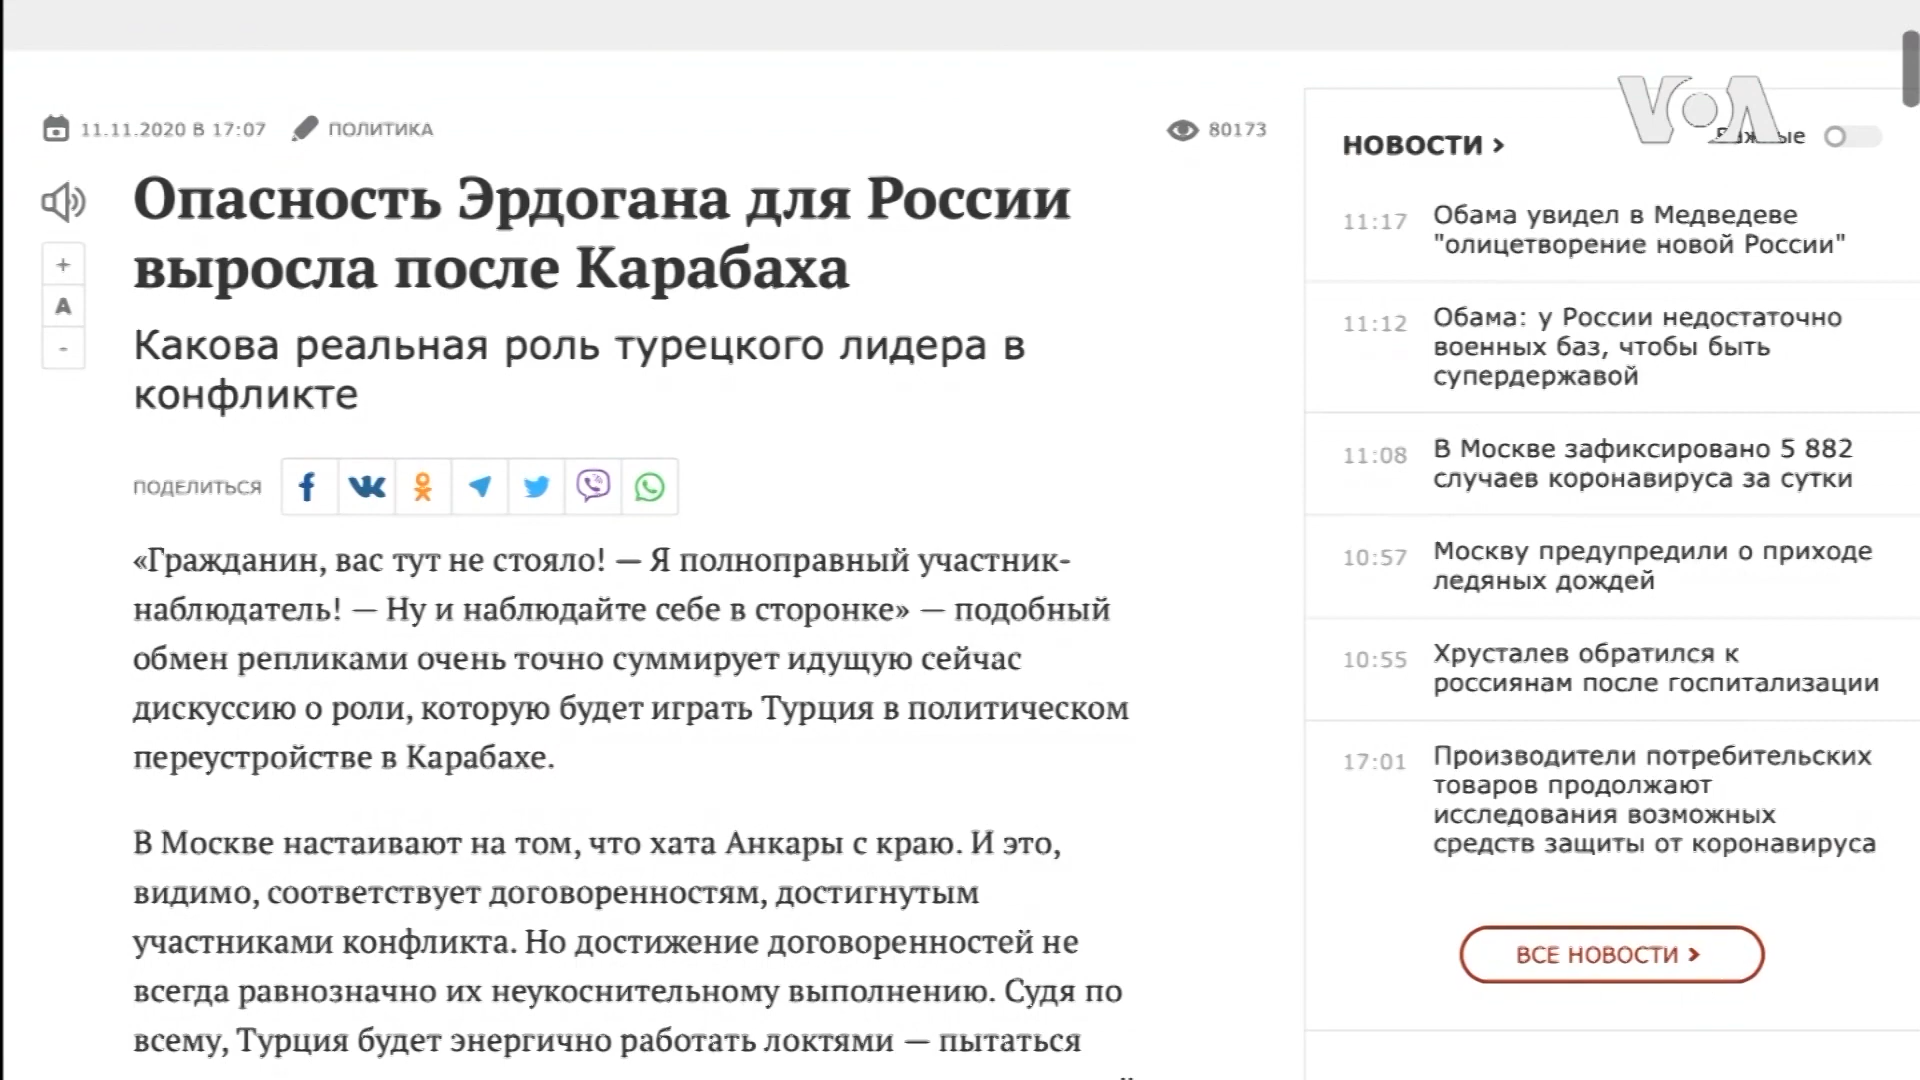 11.11.2020 В 17:07 ПОЛИТИКА 80173
Опасность Эрдогана для России
выросла после Карабаха
Какова реальная роль турецкого лидера в
конфликте
+
А
-
ПОДЕЛИТЬСЯ
«Гражданин, вас тут не стояло! — Я полноправный участник-
наблюдатель! — Ну и наблюдайте себе в сторонке» — подобный
обмен репликами очень точно суммирует идущую сейчас
дискуссию о роли, которую будет играть Турция в политическом
переустройстве в Карабахе.
В Москве настаивают на том, что хата Анкары с краю. И это,
видимо, соответствует договоренностям, достигнутым
участниками конфликта. Но достижение договоренностей не
всегда равнозначно их неукоснительному выполнению. Судя по
всему, Турция будет энергично работать локтями — пытаться
VOA
НОВОСТИ
11:17 Обама увидел в Медведеве
"олицетворение новой России"
11:12 Обама: у России недостаточно
военных баз, чтобы быть
супердержавой
11:08 В Москве зафиксировано 5 882
случаев коронавируса за сутки
10:57 Москву предупредили о приходе
ледяных дождей
10:55 Хрусталев обратился к
россиянам после госпитализации
17:01 Производители потребительских
товаров продолжают
исследования возможных
средств защиты от коронавируса
ВСЕ НОВОСТИ